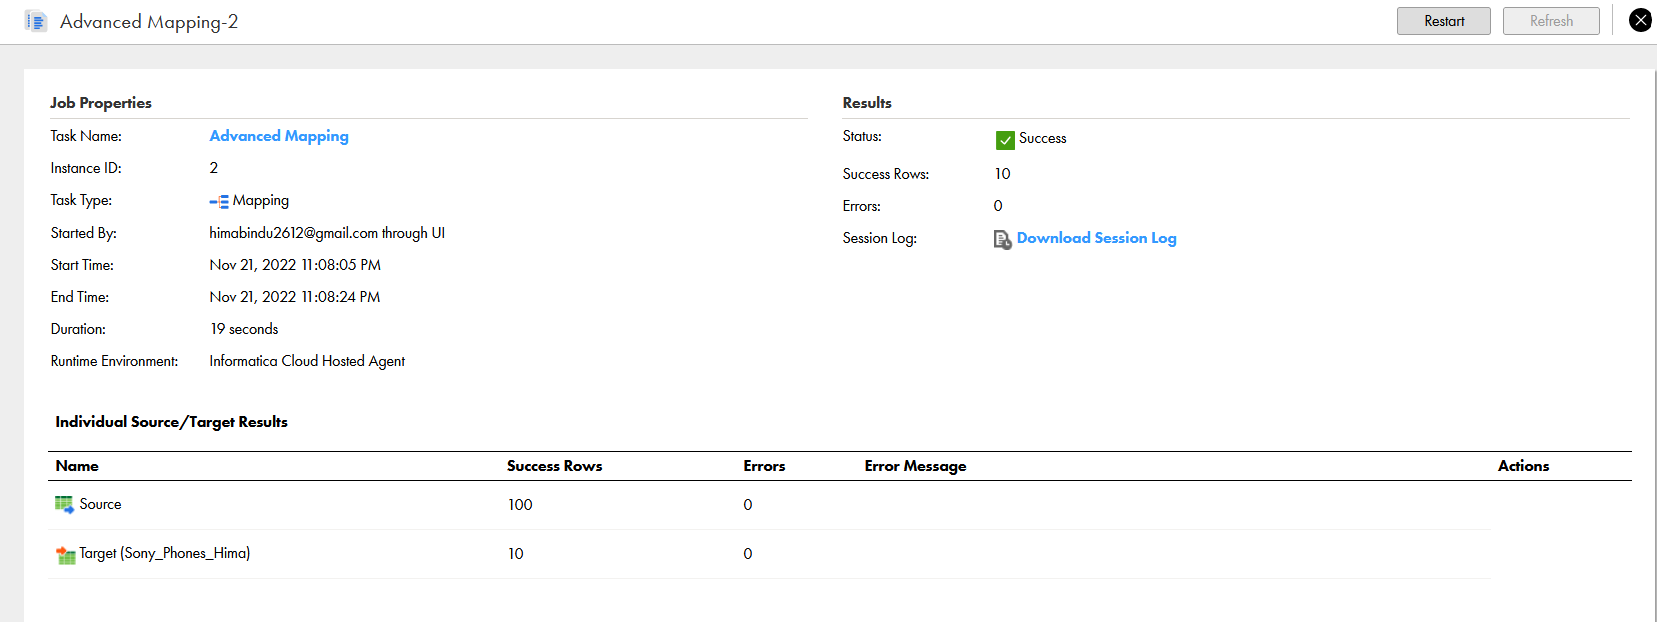 Advanced Mapping-2
Restart
Refresh
Job Properties
Task Name: Advanced Mapping
Instance ID: 2
Task Type: Mapping
Started By: himabindu2612@gmail.com through UI
Start Time: Nov 21, 2022 11:08:05 PM
End Time: Nov 21, 2022 11:08:24 PM
Duration: 19 seconds
Runtime Environment: Informatica Cloud Hosted Agent
Results
Status: Success
Success Rows: 10
Errors: 0
Session Log: Download Session Log
Individual Source/Target Results
Name Success Rows Errors Error Message Actions
Source 100 0
Target (Sony_Phones_Hima) 10 0